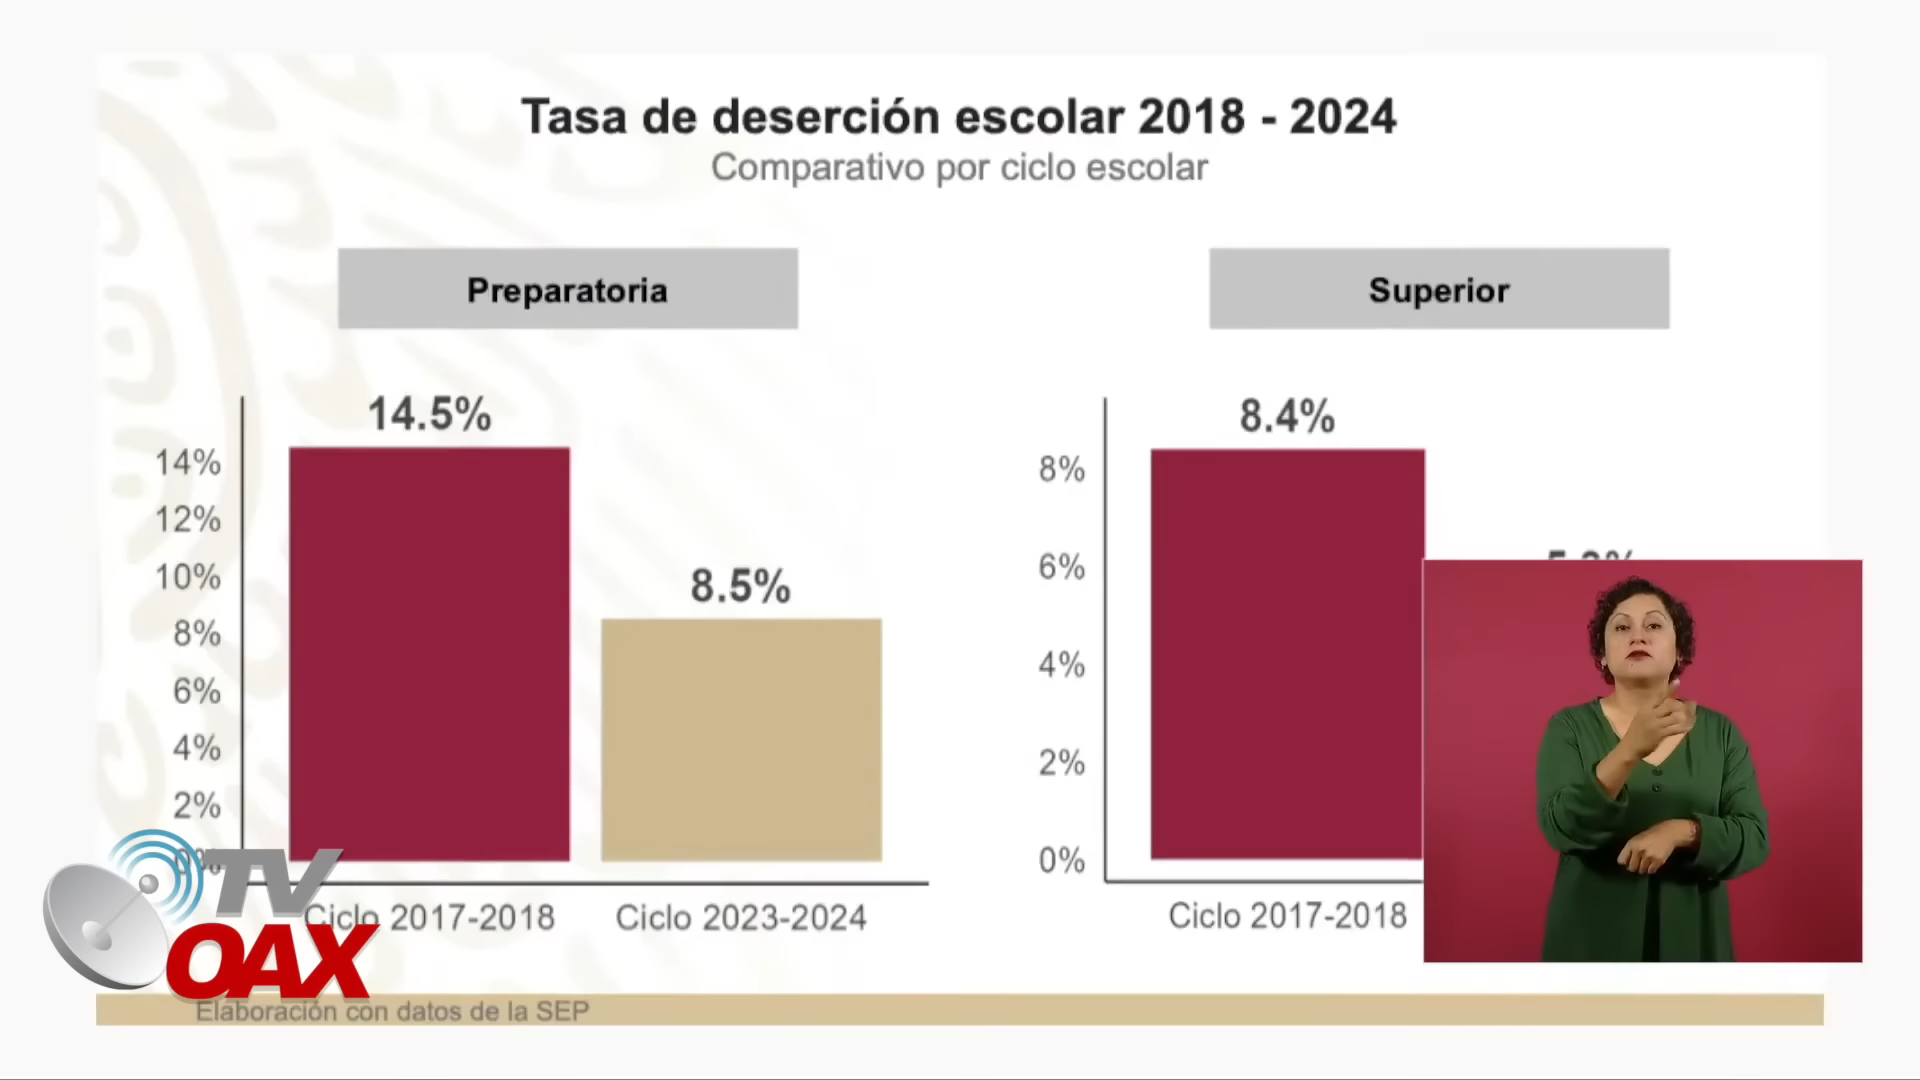 Tasa de deserción escolar 2018 - 2024
Comparativo por ciclo escolar
Preparatoria
14.5%
8.5%
14%
12%
10%
8%
6%
4%
2%
0%
Ciclo 2017-2018
Ciclo 2023-2024
Superior
8.4%
8%
6%
4%
2%
0%
Ciclo 2017-2018
TV
OAX
Elaboración con datos de la SEP